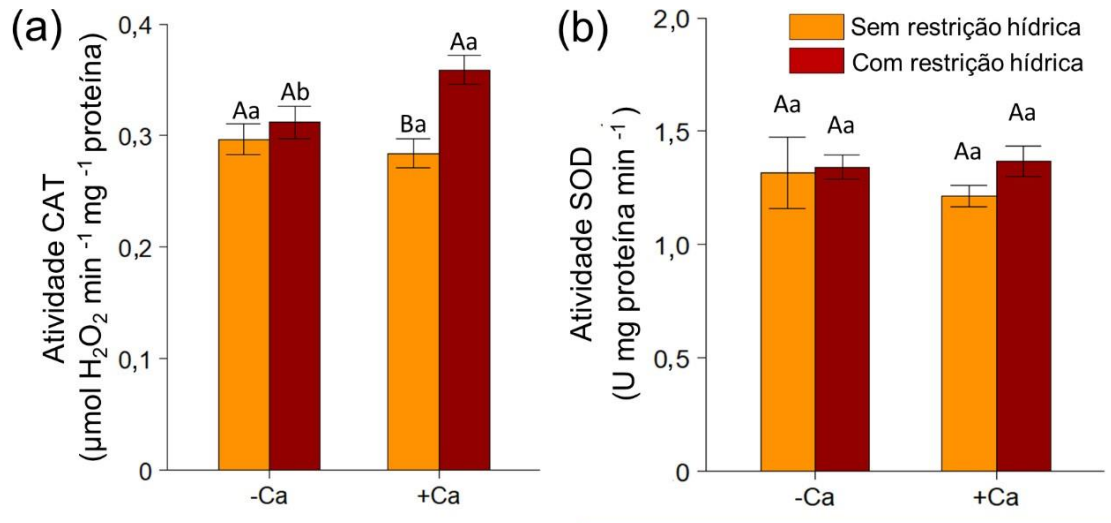 (a)
Atividade CAT
(µmol H₂O₂ min ⁻¹ mg ⁻¹ proteína)
0,4
0,3
0,2
0,1
0
Aa
Ab
Ba
Aa
-Ca
+Ca
(b)
Atividade SOD
(U mg proteína min ⁻¹ )
2,0
1,5
1,0
0,5
0
Sem restrição hídrica
Com restrição hídrica
Aa
Aa
Aa
Aa
-Ca
+Ca